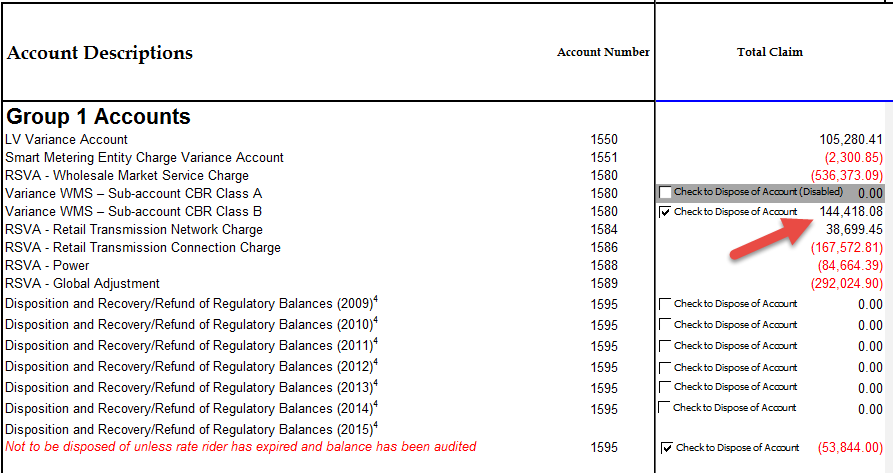 Account Descriptions Account Number Total Claim
Group 1 Accounts
LV Variance Account 1550 105,280.41
Smart Metering Entity Charge Variance Account 1551 (2,300.85)
RSVA - Wholesale Market Service Charge 1580 (536,373.09)
Variance WMS – Sub-account CBR Class A 1580 Check to Dispose of Account (Disabled) 0.00
Variance WMS – Sub-account CBR Class B 1580 Check to Dispose of Account 144,418.08
RSVA - Retail Transmission Network Charge 1584 38,699.45
RSVA - Retail Transmission Connection Charge 1586 (167,572.81)
RSVA - Power 1588 (84,664.39)
RSVA - Global Adjustment 1589 (292,024.90)
Disposition and Recovery/Refund of Regulatory Balances (2009)4 1595 Check to Dispose of Account 0.00
Disposition and Recovery/Refund of Regulatory Balances (2010)4 1595 Check to Dispose of Account 0.00
Disposition and Recovery/Refund of Regulatory Balances (2011)4 1595 Check to Dispose of Account 0.00
Disposition and Recovery/Refund of Regulatory Balances (2012)4 1595 Check to Dispose of Account 0.00
Disposition and Recovery/Refund of Regulatory Balances (2013)4 1595 Check to Dispose of Account 0.00
Disposition and Recovery/Refund of Regulatory Balances (2014)4 1595 Check to Dispose of Account 0.00
Disposition and Recovery/Refund of Regulatory Balances (2015)4
Not to be disposed of unless rate rider has expired and balance has been audited 1595 Check to Dispose of Account (53,844.00)